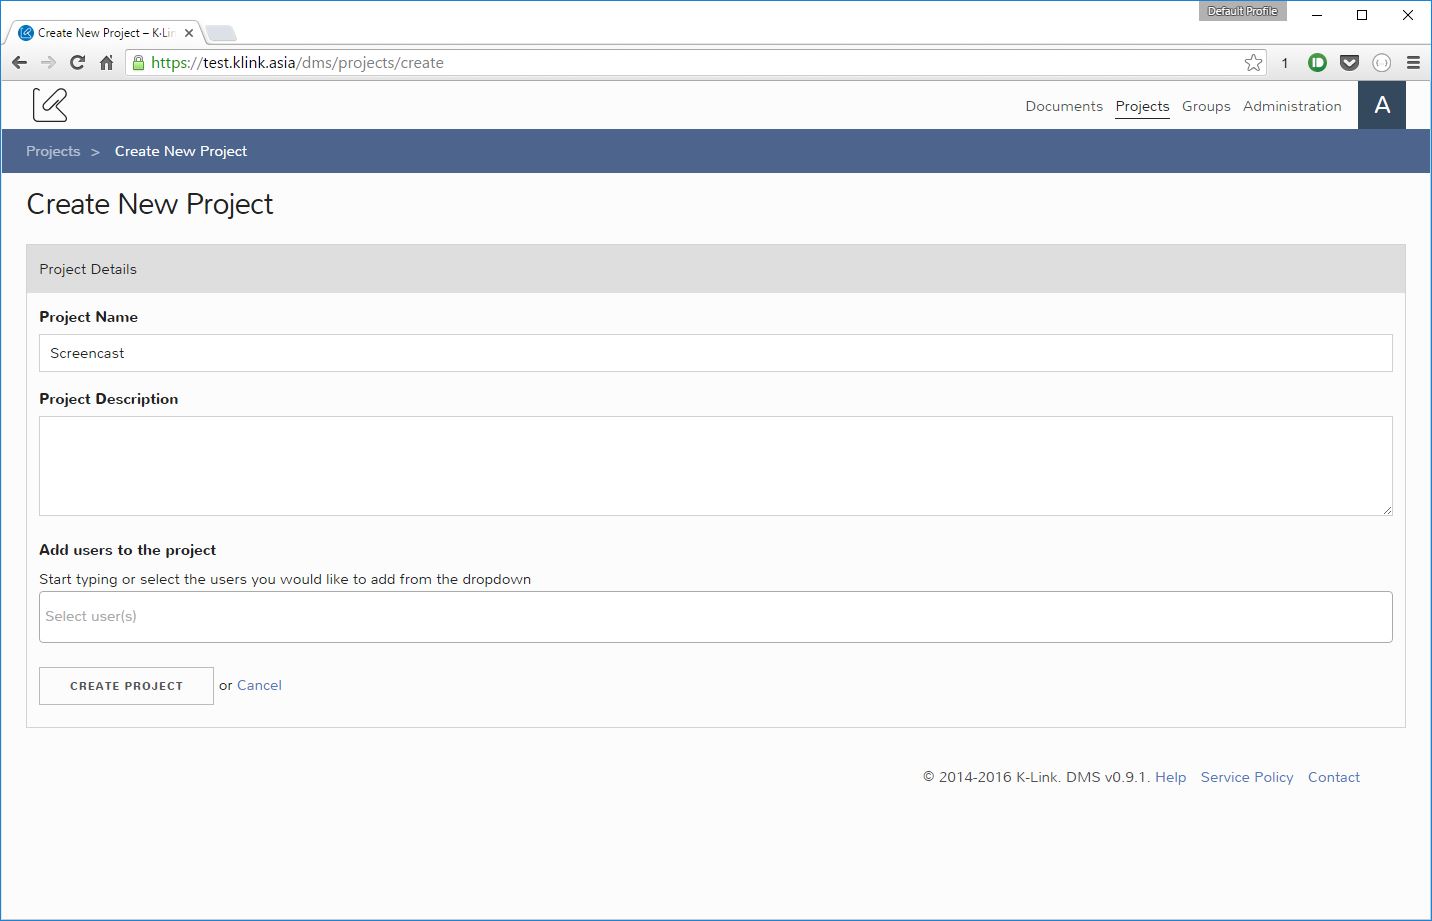 Default Profile
Create New Project – K-Lin
https://test.klink.asia/dms/projects/create
1
Documents Projects Groups Administration A
Projects > Create New Project
Create New Project
Project Details
Project Name
Screencast
Project Description
Add users to the project
Start typing or select the users you would like to add from the dropdown
Select user(s)
CREATE PROJECT or Cancel
© 2014-2016 K-Link. DMS v0.9.1. Help Service Policy Contact